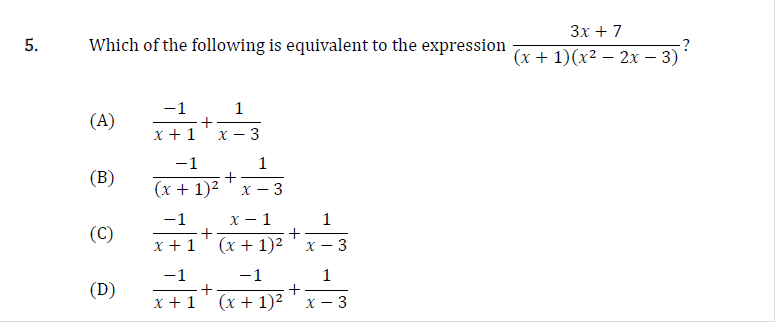 5. Which of the following is equivalent to the expression (3x + 7)/((x + 1)(x² − 2x − 3))?
(A) −1/(x + 1) + 1/(x − 3)
(B) −1/(x + 1)² + 1/(x − 3)
(C) −1/(x + 1) + (x − 1)/(x + 1)² + 1/(x − 3)
(D) −1/(x + 1) + −1/(x + 1)² + 1/(x − 3)